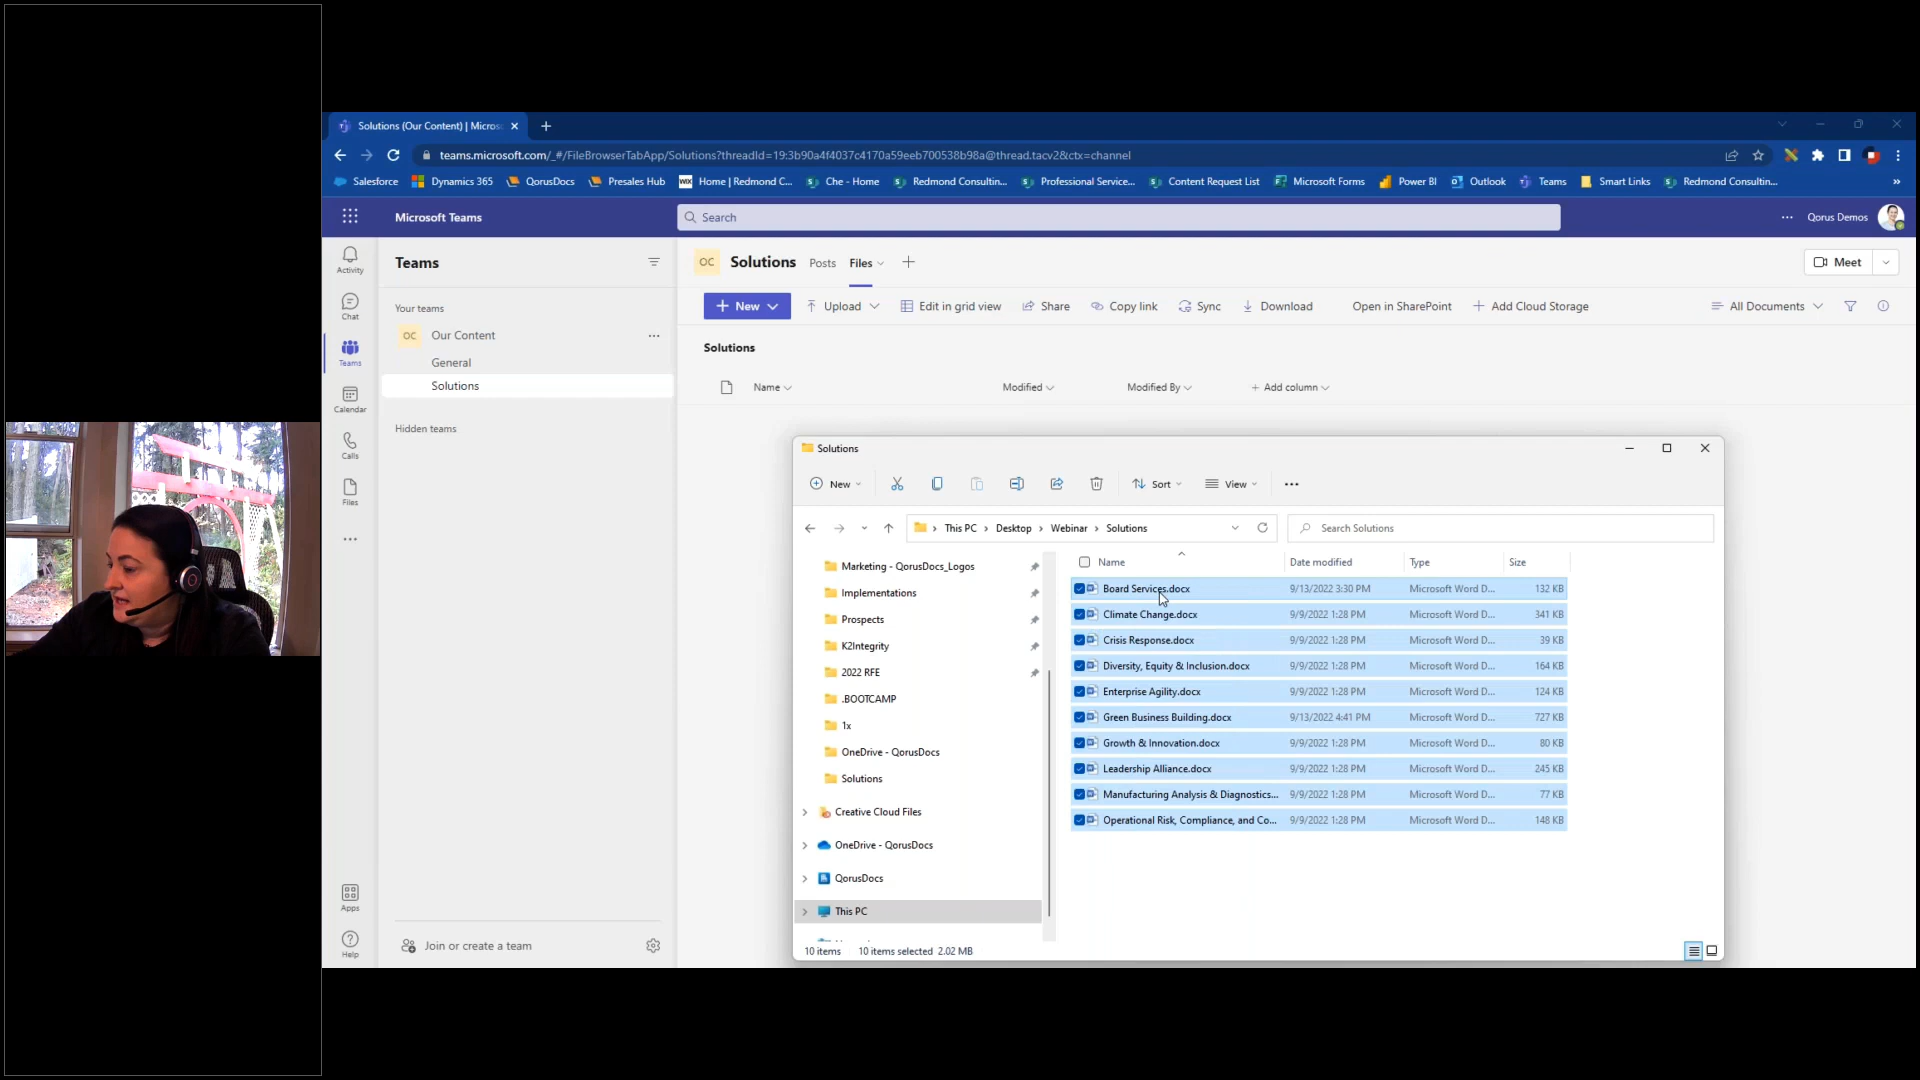 Solutions (Our Content) | Micros
teams.microsoft.com/_#/FileBrowserTabApp/Solutions?threadId=19:3b90a4f4037c4170a59eeb700538b98a@thread.tacv2&ctx=channel
Salesforce Dynamics 365 QorusDocs Presales Hub Home | Redmond C... Che - Home Redmond Consultin... Professional Service... Content Request List Microsoft Forms Power BI Outlook Teams Smart Links Redmond Consultin... »
Microsoft Teams Search Qorus Demos
Activity
Chat
Teams
Calendar
Calls
Files
Apps
Help
Teams
Your teams
OC Our Content
General
Solutions
Hidden teams
Join or create a team
OC Solutions Posts Files Meet
New Upload Edit in grid view Share Copy link Sync Download Open in SharePoint Add Cloud Storage All Documents
Solutions
Name Modified Modified By + Add column
Solutions
New Sort View
This PC > Desktop > Webinar > Solutions Search Solutions
Marketing - QorusDocs_Logos
Implementations
Prospects
K2Integrity
2022 RFE
.BOOTCAMP
1x
OneDrive - QorusDocs
Solutions
Creative Cloud Files
OneDrive - QorusDocs
QorusDocs
This PC
Name Date modified Type Size
Board Services.docx 9/13/2022 3:30 PM Microsoft Word D... 132 KB
Climate Change.docx 9/9/2022 1:28 PM Microsoft Word D... 341 KB
Crisis Response.docx 9/9/2022 1:28 PM Microsoft Word D... 39 KB
Diversity, Equity & Inclusion.docx 9/9/2022 1:28 PM Microsoft Word D... 164 KB
Enterprise Agility.docx 9/9/2022 1:28 PM Microsoft Word D... 124 KB
Green Business Building.docx 9/13/2022 4:41 PM Microsoft Word D... 727 KB
Growth & Innovation.docx 9/9/2022 1:28 PM Microsoft Word D... 80 KB
Leadership Alliance.docx 9/9/2022 1:28 PM Microsoft Word D... 245 KB
Manufacturing Analysis & Diagnostics... 9/9/2022 1:28 PM Microsoft Word D... 77 KB
Operational Risk, Compliance, and Co... 9/9/2022 1:28 PM Microsoft Word D... 148 KB
10 items 10 items selected 2.02 MB